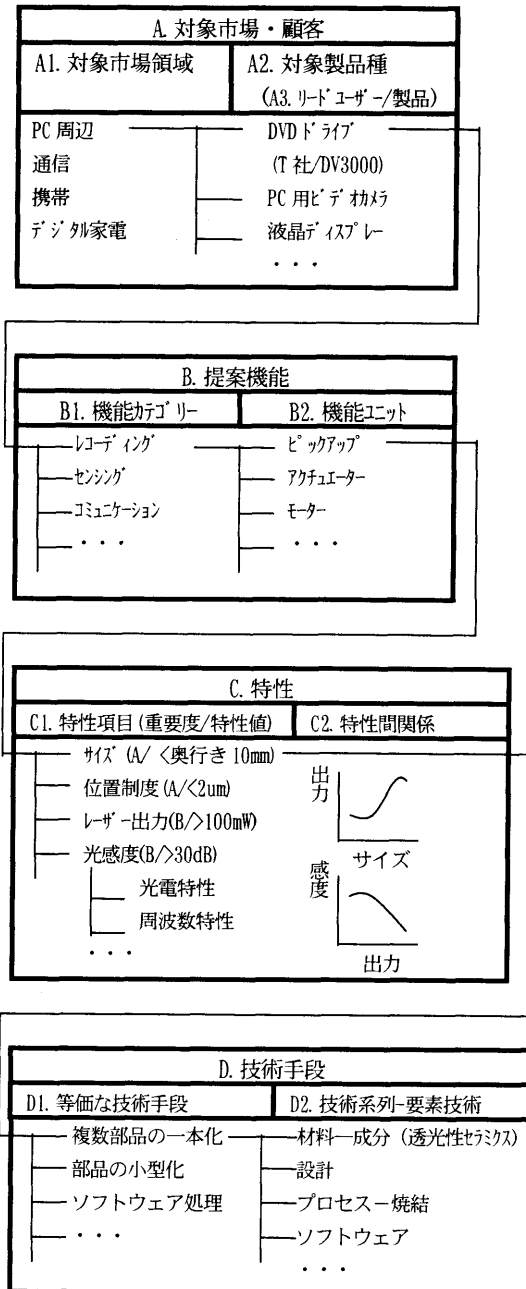 A. 対象市場・顧客
A1. 対象市場領域
A2. 対象製品種
(A3. リードユーザー/製品)
PC 周辺
DVD ドライブ
通信
(T 社/DV3000)
携帯
PC 用ビデオカメラ
デジタル家電
液晶ディスプレー
・・・
B. 提案機能
B1. 機能カテゴリー
B2. 機能ユニット
レコーディング
ピックアップ
センシング
アクチュエーター
コミュニケーション
モーター
・・・
・・・
C. 特性
C1. 特性項目(重要度/特性値)
C2. 特性間関係
サイズ (A/ <奥行き 10mm)
位置制度(A/<2um)
レーザー出力(B/>100mW)
光感度(B/>30dB)
光電特性
周波数特性
・・・
出力
サイズ
感度
出力
D. 技術手段
D1. 等価な技術手段
D2. 技術系列-要素技術
複数部品の一本化
材料―成分 (透光性セラミクス)
部品の小型化
設計
ソフトウェア処理
プロセス－焼結
・・・
ソフトウェア
・・・